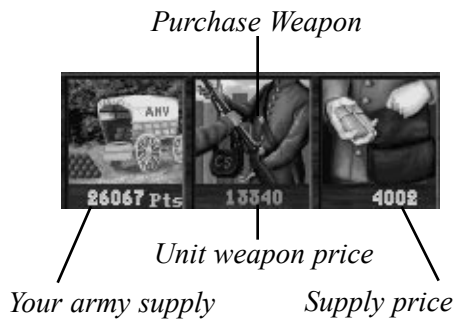 Purchase Weapon
ANV
CS
26067 Pts
13340
4002
Unit weapon price
Your army supply
Supply price